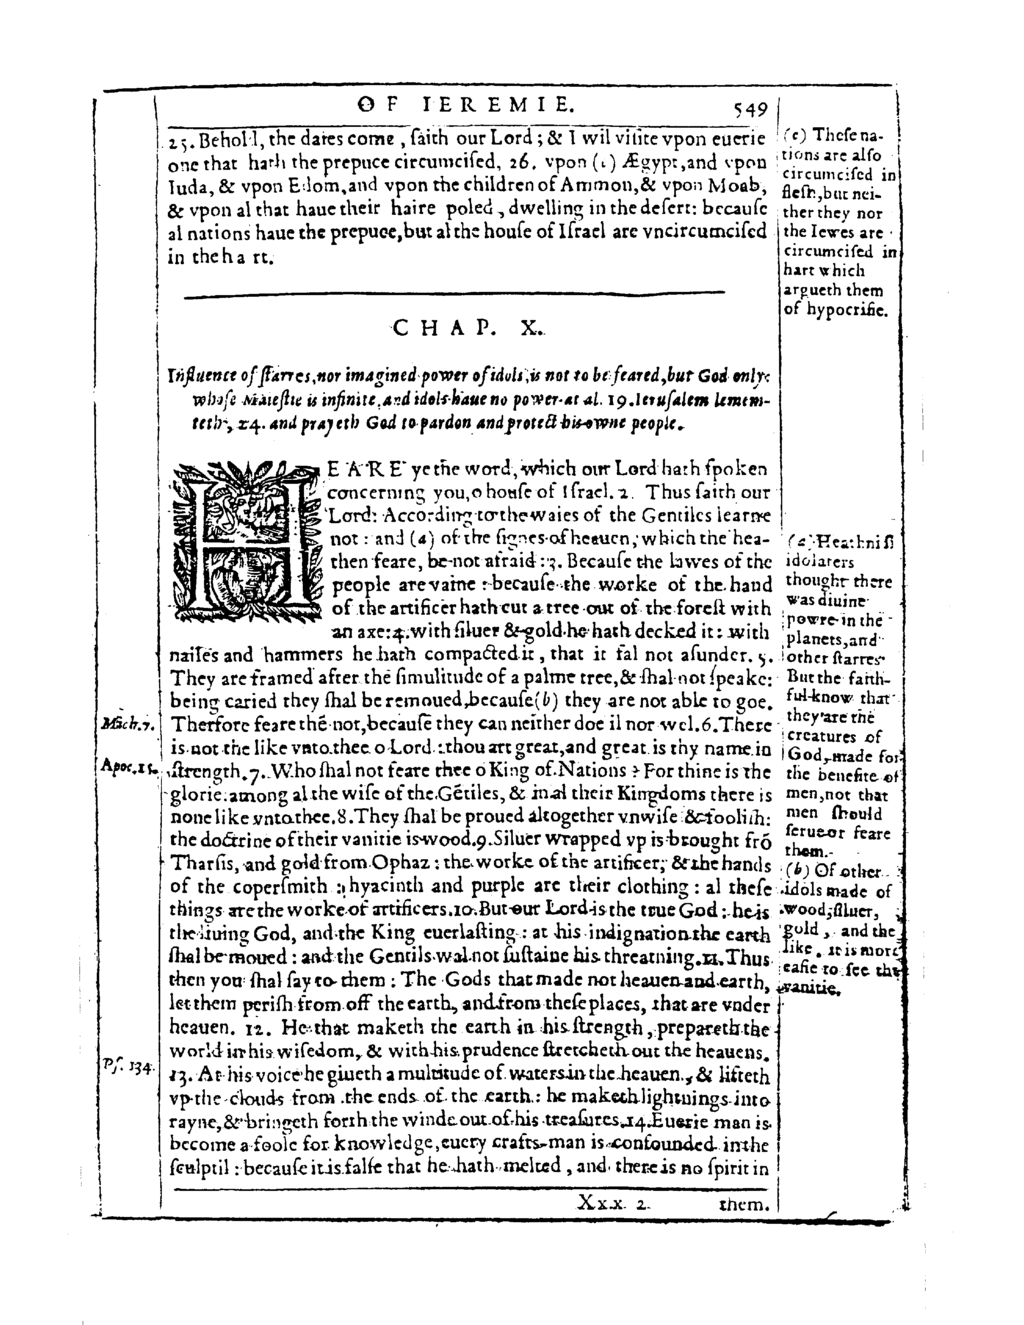 OF IEREMIE. 549
25. Behold, the daies come, ſaith our Lord; & I wil viſite vpon euerie
one that hath the prepuce circumciſed, 26. vpon (c) Ægypt, and vpon
Iuda, & vpon Edom, and vpon the children of Ammon, & vpon Moab,
& vpon al that haue their haire poled, dwelling in the deſert: becauſe
al nations haue the prepuce, but al the houſe of Iſrael are vncircumciſed
in the hart.
(c) Theſe na-
tions are alſo
circumciſed in
fleſh, but nei-
ther they nor
the Iewes are
circumciſed in
hart which
argueth them
of hypocriſie.
CHAP. X.
Influence of ſtarres, nor imagined power of idols, is not to be feared, but God only:
whoſe Maieſtie is infinite, and idols haue no power at al. 19. Ieruſalem lamen-
teth, 24. and prayeth God to pardon and protect his owne people.
HEARE ye the word, which our Lord hath ſpoken
concerning you, o houſe of Iſrael. 2. Thus ſaith our
Lord: According to the waies of the Gentiles learne
not: and (a) of the ſignes of heauen, which the hea-
then feare, be not afraid: 3. Becauſe the lawes of the
people are vaine: becauſe the worke of the hand
of the artificer hath cut a tree out of the foreſt with
an axe: 4. with ſiluer & gold he hath decked it: with
nailes and hammers he hath compacted it, that it fal not aſunder. 5.
They are framed after the ſimulitude of a palme tree, & ſhal not ſpeake:
being caried they ſhal be remoued, becauſe (b) they are not able to goe.
Therfore feare thē not, becauſe they can neither doe il nor wel. 6. There
is not the like vnto thee o Lord: thou art great, and great is thy name in
ſtrength. 7. Who ſhal not feare thee o King of Nations? For thine is the
glorie: among al the wiſe of the Gētiles, & in al their Kingdoms there is
none like vnto thee. 8. They ſhal be proued altogether vnwiſe & fooliſh:
the doctrine of their vanitie is wood. 9. Siluer wrapped vp is brought frō
Tharſis, and gold from Ophaz: the worke of the artificer, & the hands
of the coperſmith: hyacinth and purple are their clothing: al theſe
things are the worke of artificers. 10. But our Lord is the true God: he is
the liuing God, and the King euerlaſting: at his indignation the earth
ſhal be moued: and the Gentils wal not ſuſtaine his threatning. 11. Thus
then you ſhal ſay to them: The Gods that made not heauen and earth,
let them periſh from off the earth, and from theſe places, that are vnder
heauen. 12. He that maketh the earth in his ſtrength, prepareth the
world in his wiſedom, & with his prudence ſtretcheth out the heauens.
13. At his voice he giueth a multitude of waters in the heauen, & lifteth
vp the clouds from the ends of the earth: he maketh lightnings into
rayne, & bringeth forth the winde out of his treaſures. 14. Euerie man is
become a foole for knowledge, euery crafts-man is confounded in the
ſculptil: becauſe it is falſe that he hath melted, and there is no ſpirit in
Xxx 2 them.
Mich. 7.
Apoc. 15.
Pſ. 134.
(a) Heatheniſh
idolaters
thought there
was diuine
powre in the
planets, and
other ſtarres
But the faith-
ful know that
they are the
creatures of
God, made for
the benefite of
men, not that
men ſhould
ſerue or feare
them.
(b) Of other
idols made of
wood, ſiluer,
gold, and the
like, it is more
eaſie to ſee the
vanitie.